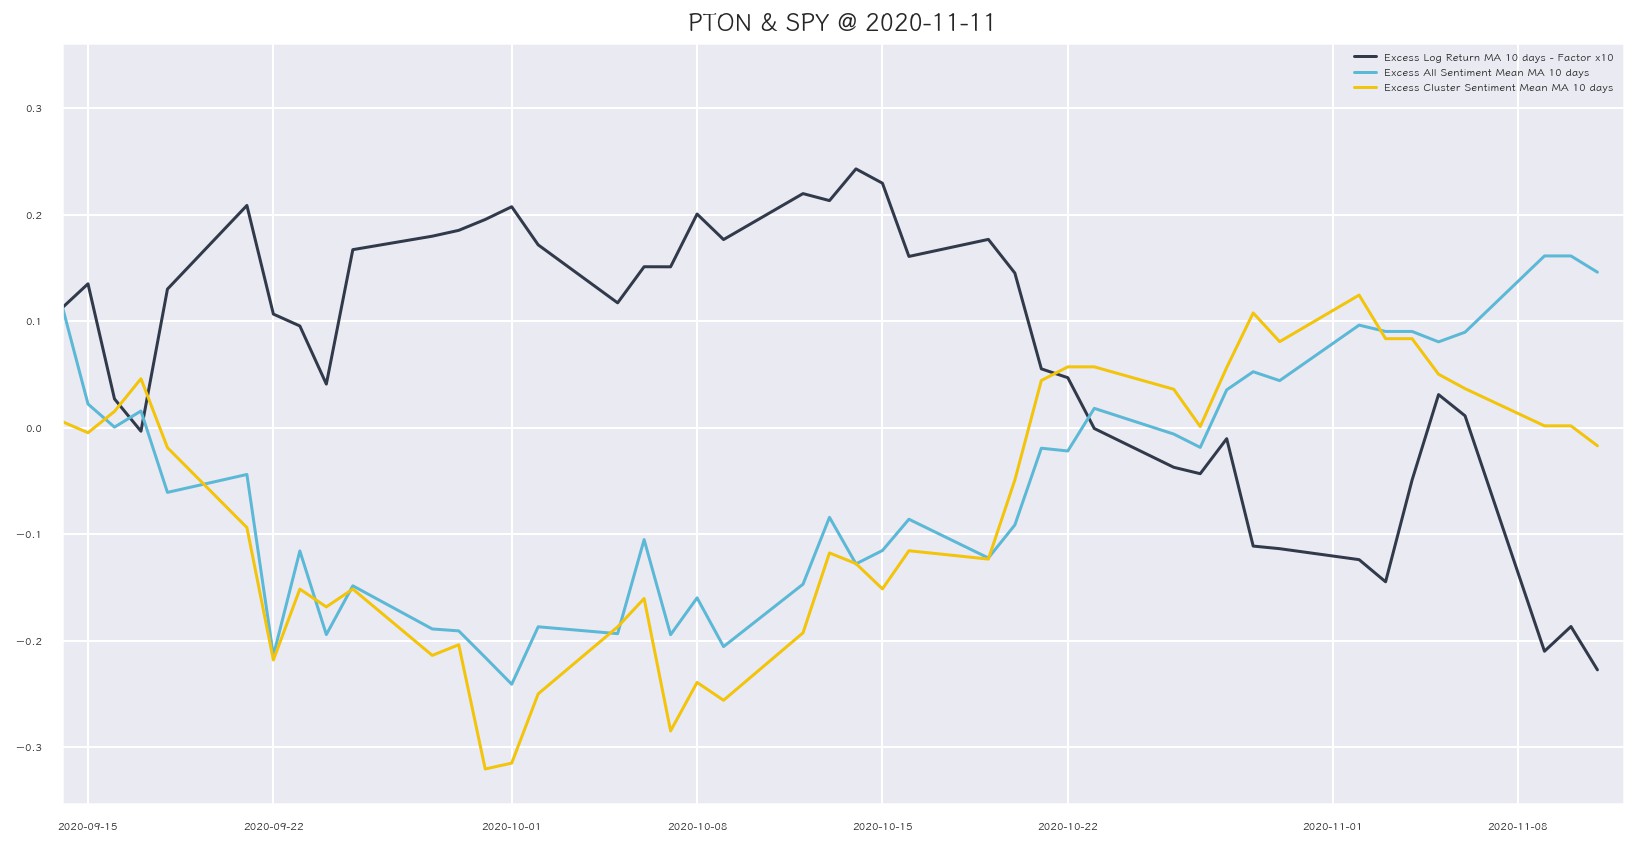 PTON & SPY @ 2020-11-11
Excess Log Return MA 10 days - Factor x10
Excess All Sentiment Mean MA 10 days
Excess Cluster Sentiment Mean MA 10 days
0.3
0.2
0.1
0.0
−0.1
−0.2
−0.3
2020-09-15 2020-09-22 2020-10-01 2020-10-08 2020-10-15 2020-10-22 2020-11-01 2020-11-08